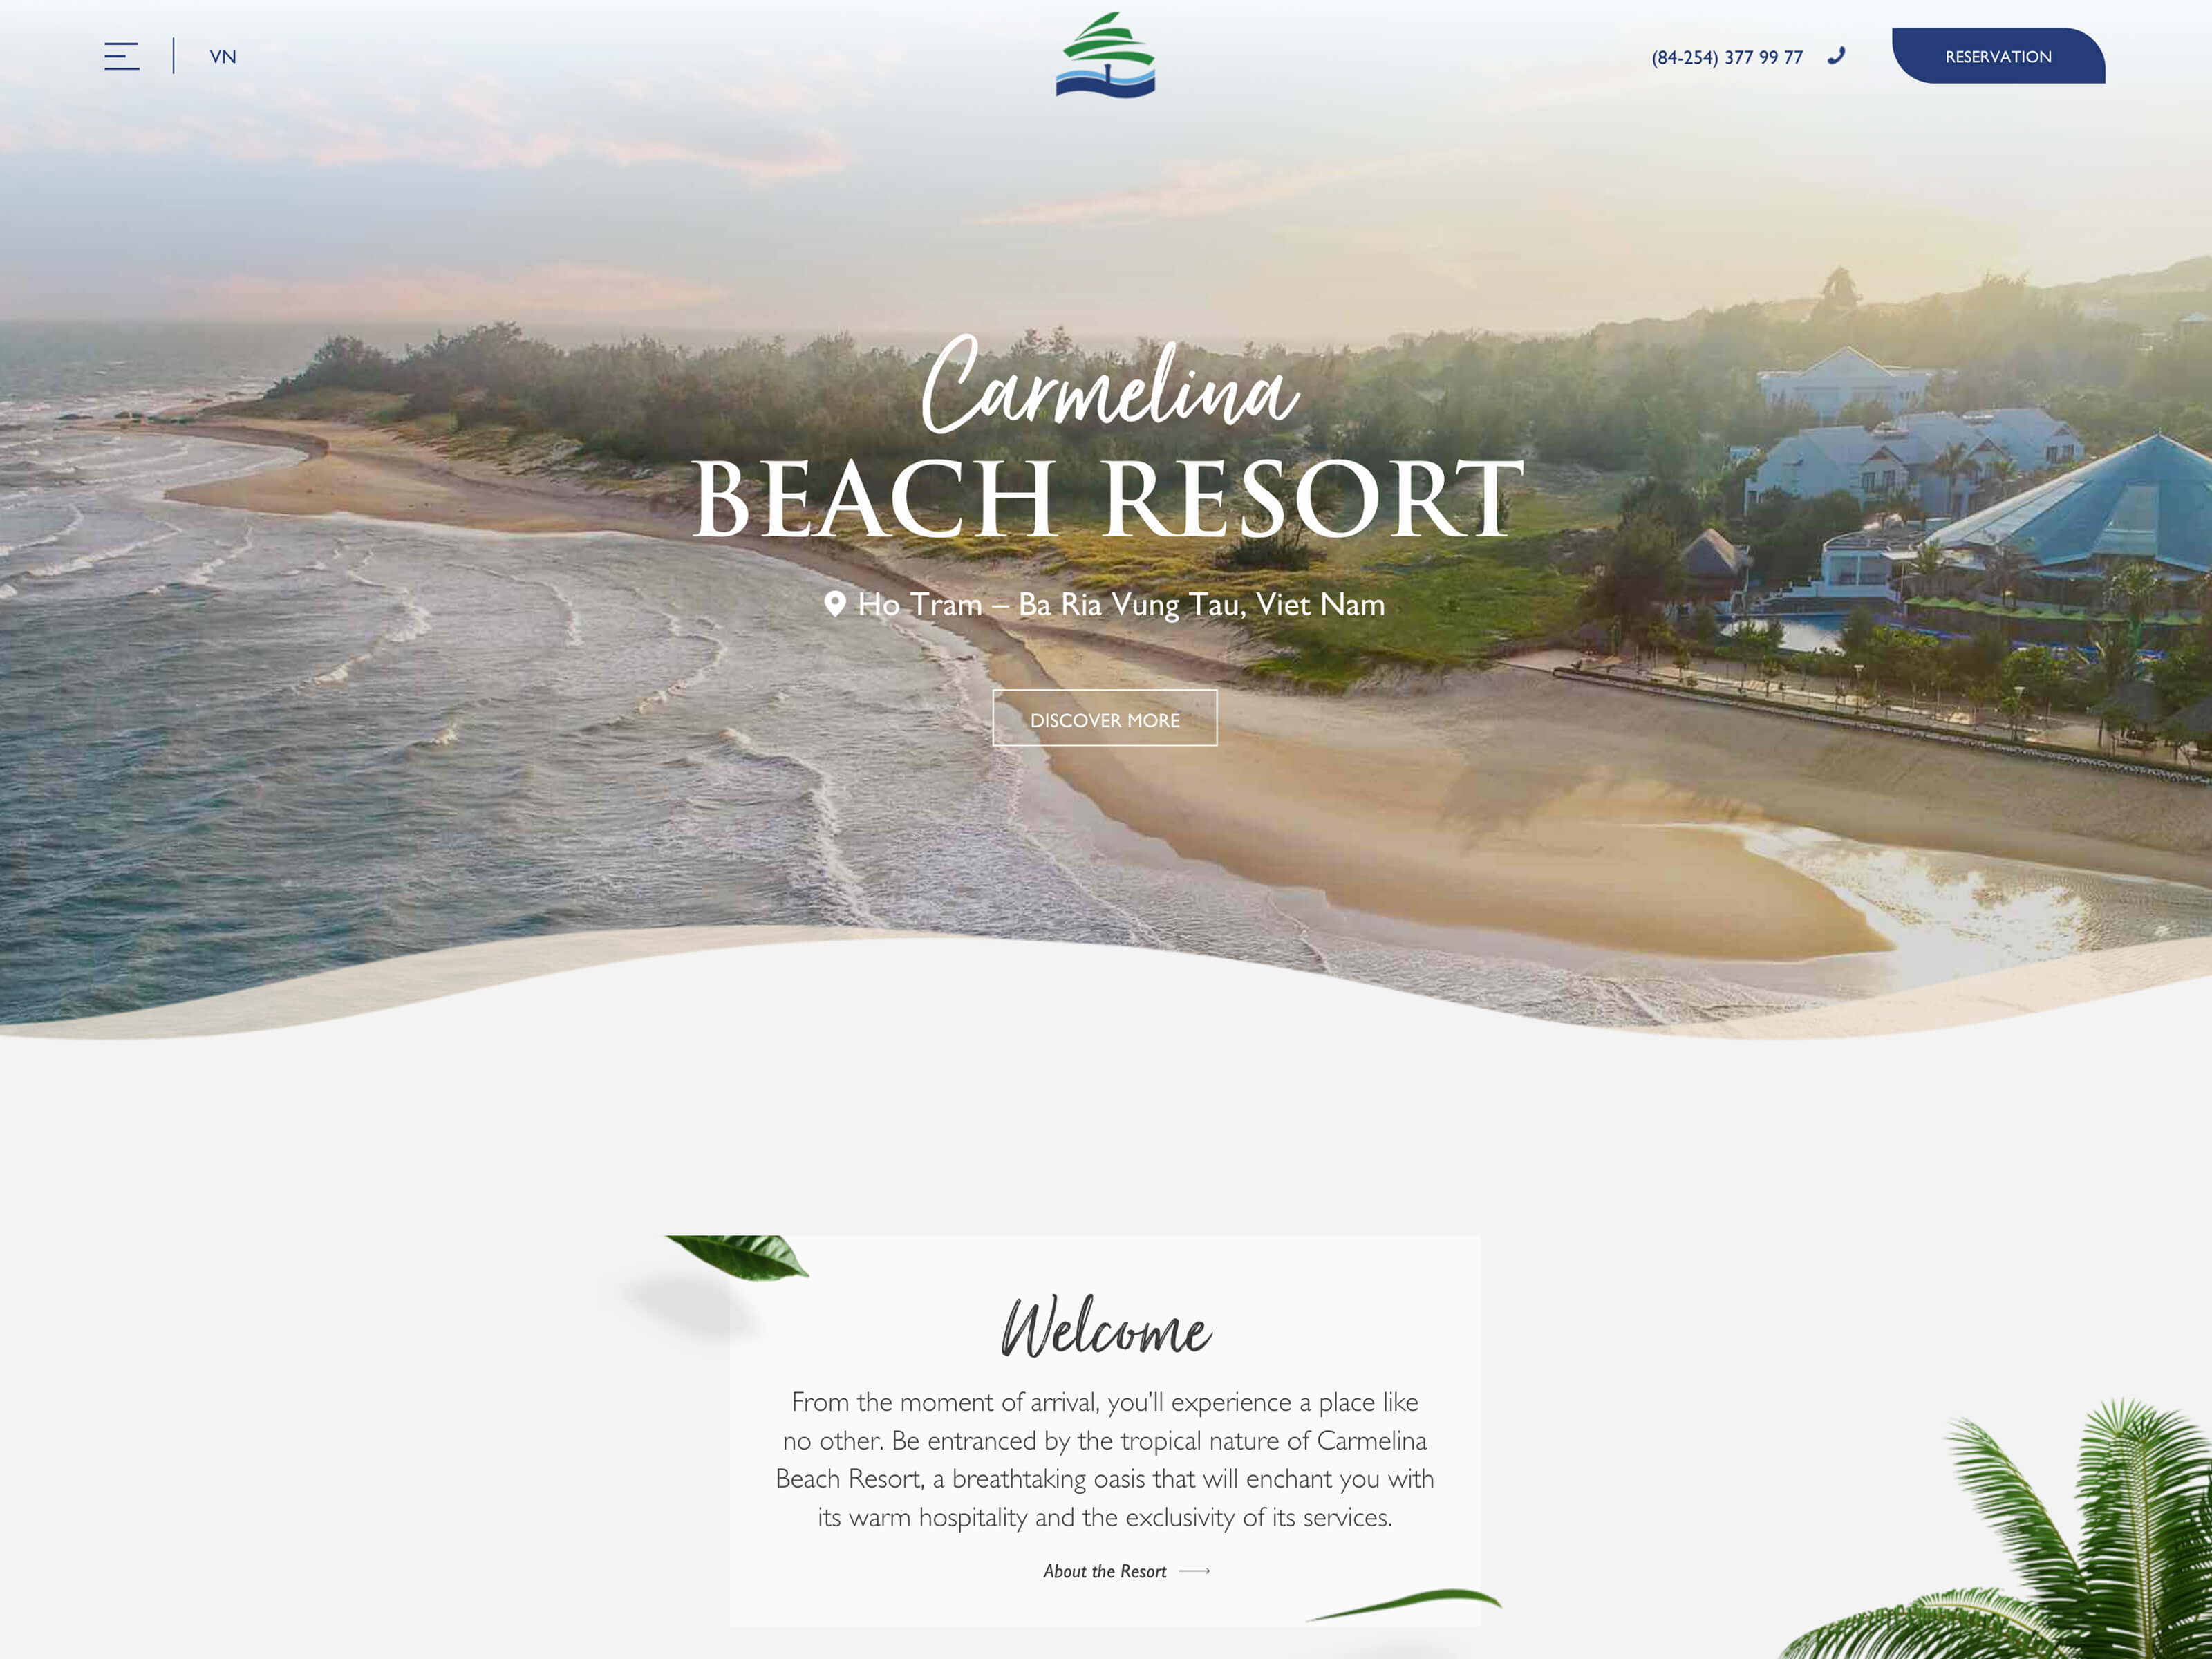 VN
(84-254) 377 99 77
RESERVATION
Carmelina
BEACH RESORT
Ho Tram – Ba Ria Vung Tau, Viet Nam
DISCOVER MORE
Welcome
From the moment of arrival, you'll experience a place like
no other. Be entranced by the tropical nature of Carmelina
Beach Resort, a breathtaking oasis that will enchant you with
its warm hospitality and the exclusivity of its services.
About the Resort